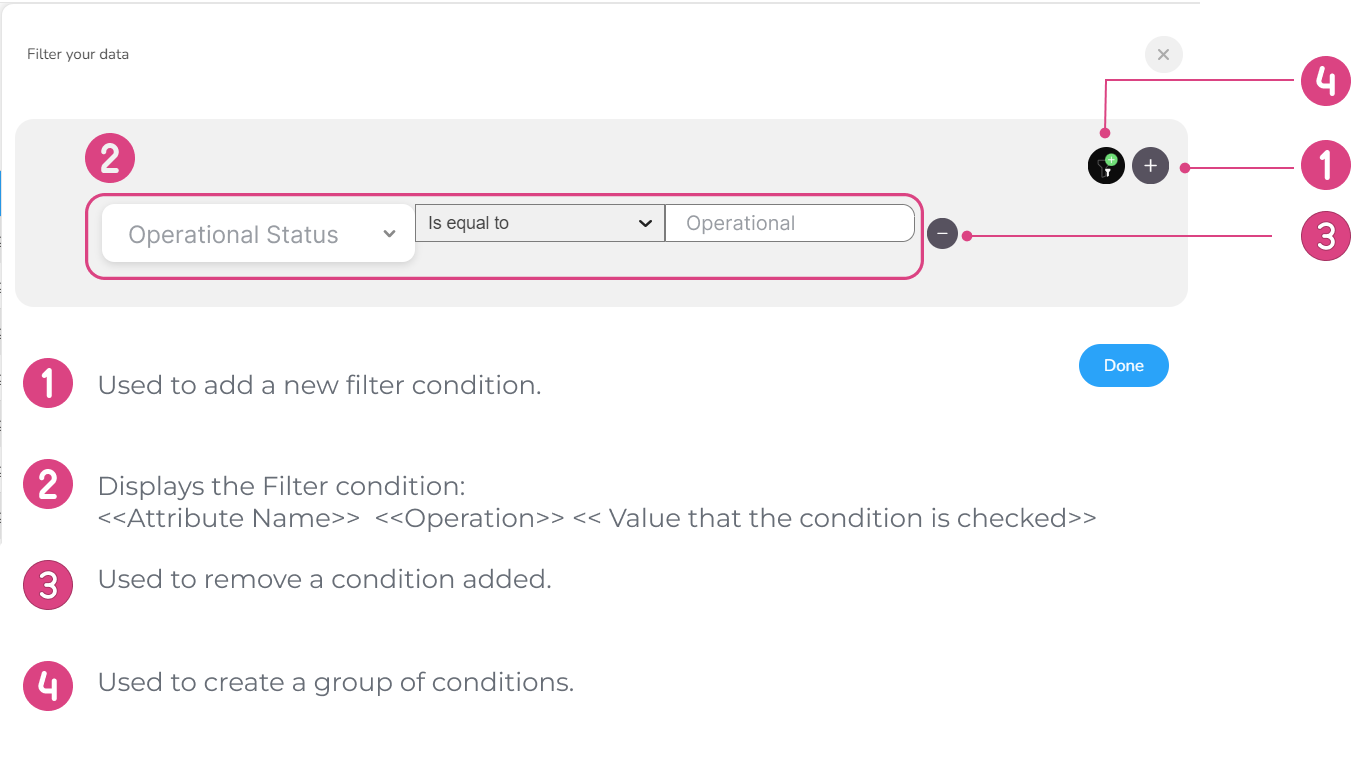 Filter your data
4
2
1
Operational Status
Is equal to
Operational
3
Done
1 Used to add a new filter condition.
2 Displays the Filter condition:
<<Attribute Name>> <<Operation>> << Value that the condition is checked>>
3 Used to remove a condition added.
4 Used to create a group of conditions.